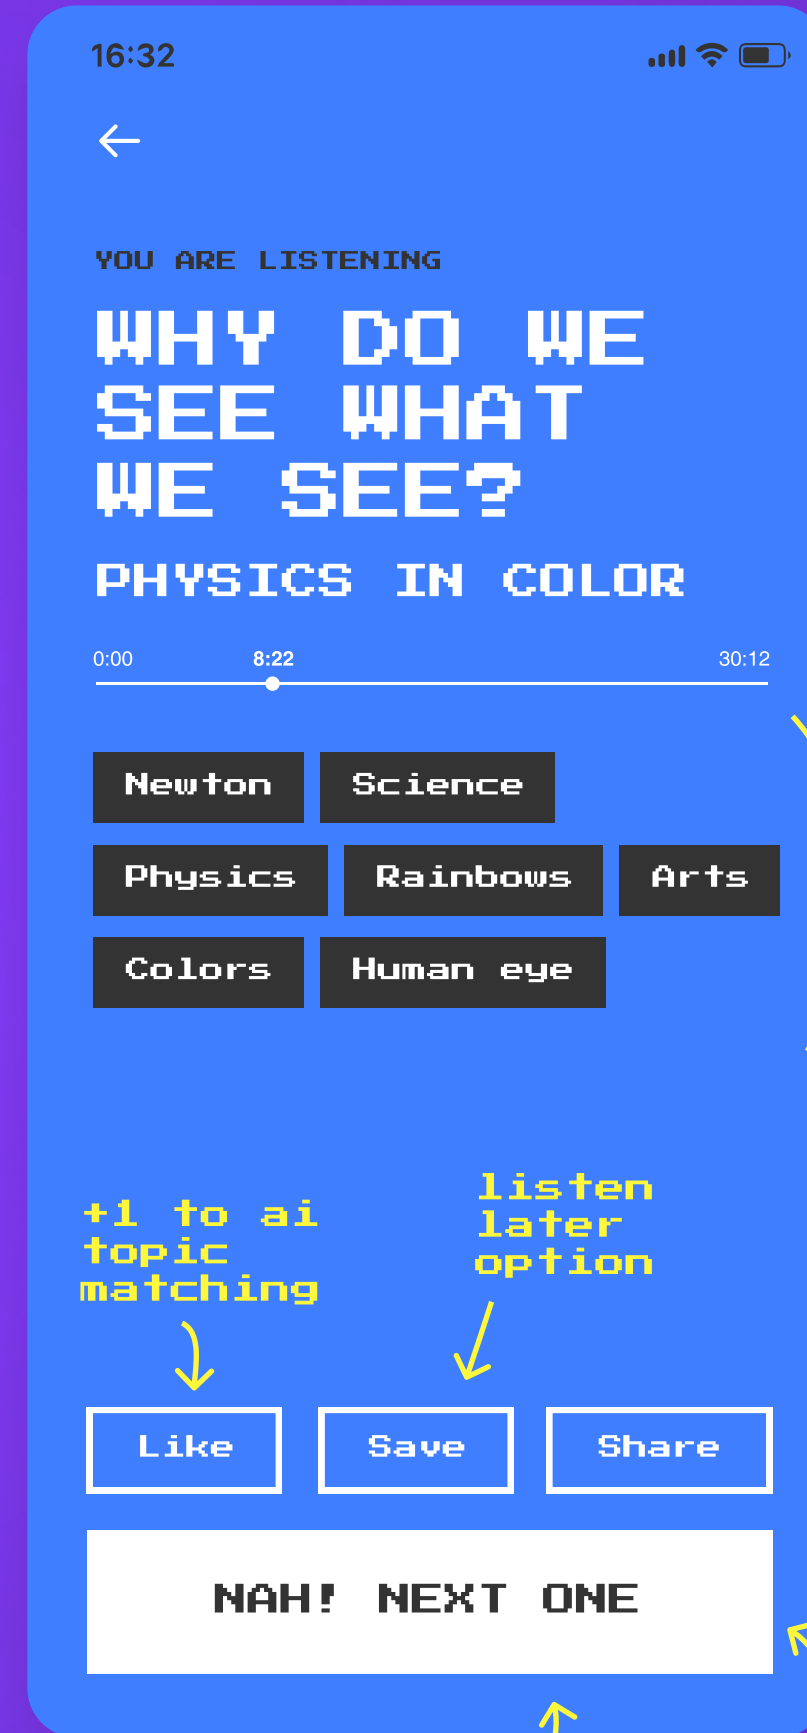 16:32
YOU ARE LISTENING
WHY DO WE
SEE WHAT
WE SEE?
PHYSICS IN COLOR
0:00 8:22 30:12
Newton Science
Physics Rainbows Arts
Colors Human eye
+1 to ai
topic
matching
listen
later
option
Like Save Share
NAH! NEXT ONE